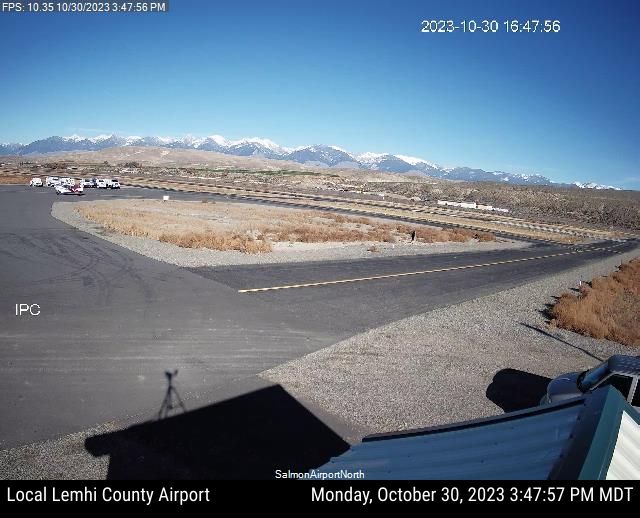 FPS: 10.35 10/30/2023 3:47:56 PM
2023-10-30 16:47:56
IPC
SalmonAirportNorth
Local Lemhi County Airport Monday, October 30, 2023 3:47:57 PM MDT